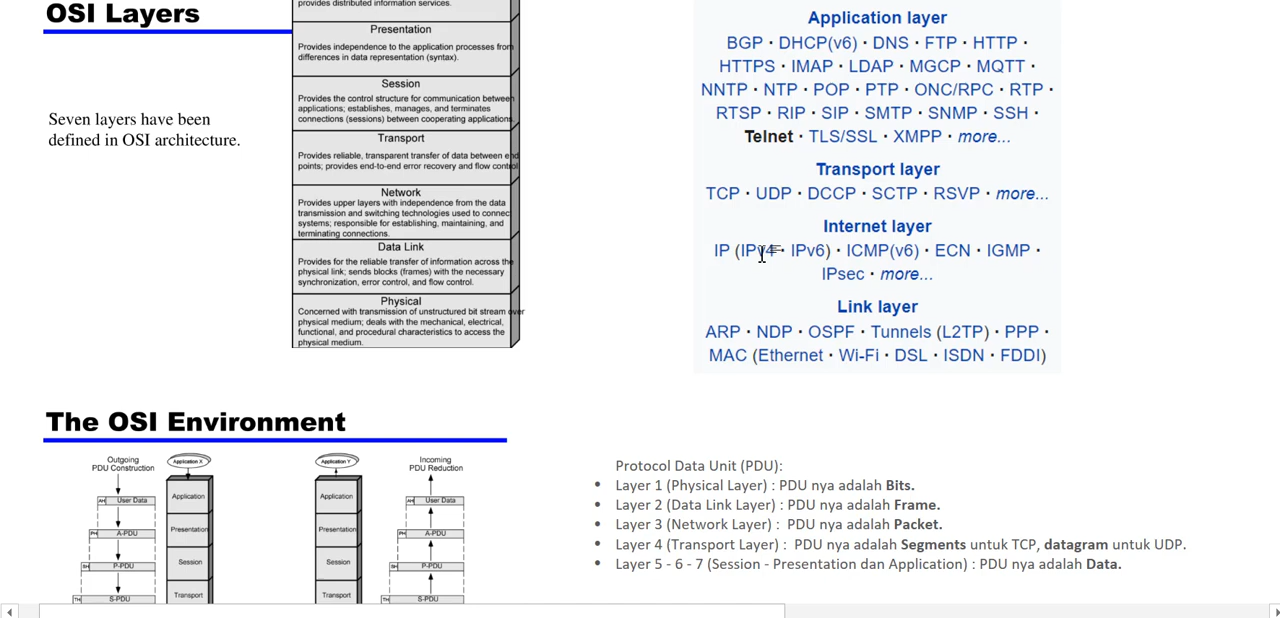 OSI Layers
Seven layers have been
defined in OSI architecture.
provides distributed information services.
Presentation
Provides independence to the application processes from
differences in data representation (syntax).
Session
Provides the control structure for communication between
applications; establishes, manages, and terminates
connections (sessions) between cooperating applications.
Transport
Provides reliable, transparent transfer of data between end
points; provides end-to-end error recovery and flow control
Network
Provides upper layers with independence from the data
transmission and switching technologies used to connect
systems; responsible for establishing, maintaining, and
terminating connections.
Data Link
Provides for the reliable transfer of information across the
physical link; sends blocks (frames) with the necessary
synchronization, error control, and flow control.
Physical
Concerned with transmission of unstructured bit stream over
physical medium; deals with the mechanical, electrical,
functional, and procedural characteristics to access the
physical medium.
Application layer
BGP · DHCP(v6) · DNS · FTP · HTTP ·
HTTPS · IMAP · LDAP · MGCP · MQTT ·
NNTP · NTP · POP · PTP · ONC/RPC · RTP ·
RTSP · RIP · SIP · SMTP · SNMP · SSH ·
Telnet · TLS/SSL · XMPP · more...
Transport layer
TCP · UDP · DCCP · SCTP · RSVP · more...
Internet layer
IP (IPv4 · IPv6) · ICMP(v6) · ECN · IGMP ·
IPsec · more...
Link layer
ARP · NDP · OSPF · Tunnels (L2TP) · PPP ·
MAC (Ethernet · Wi-Fi · DSL · ISDN · FDDI)
The OSI Environment
Outgoing
PDU Construction
Application X
Application Y
Incoming
PDU Reduction
AH User Data
Application
Application
AH User Data
PH A-PDU
Presentation
Presentation
PH A-PDU
SH P-PDU
Session
Session
SH P-PDU
TH S-PDU
Transport
Transport
TH S-PDU
Protocol Data Unit (PDU):
• Layer 1 (Physical Layer) : PDU nya adalah Bits.
• Layer 2 (Data Link Layer) : PDU nya adalah Frame.
• Layer 3 (Network Layer) : PDU nya adalah Packet.
• Layer 4 (Transport Layer) : PDU nya adalah Segments untuk TCP, datagram untuk UDP.
• Layer 5 - 6 - 7 (Session - Presentation dan Application) : PDU nya adalah Data.